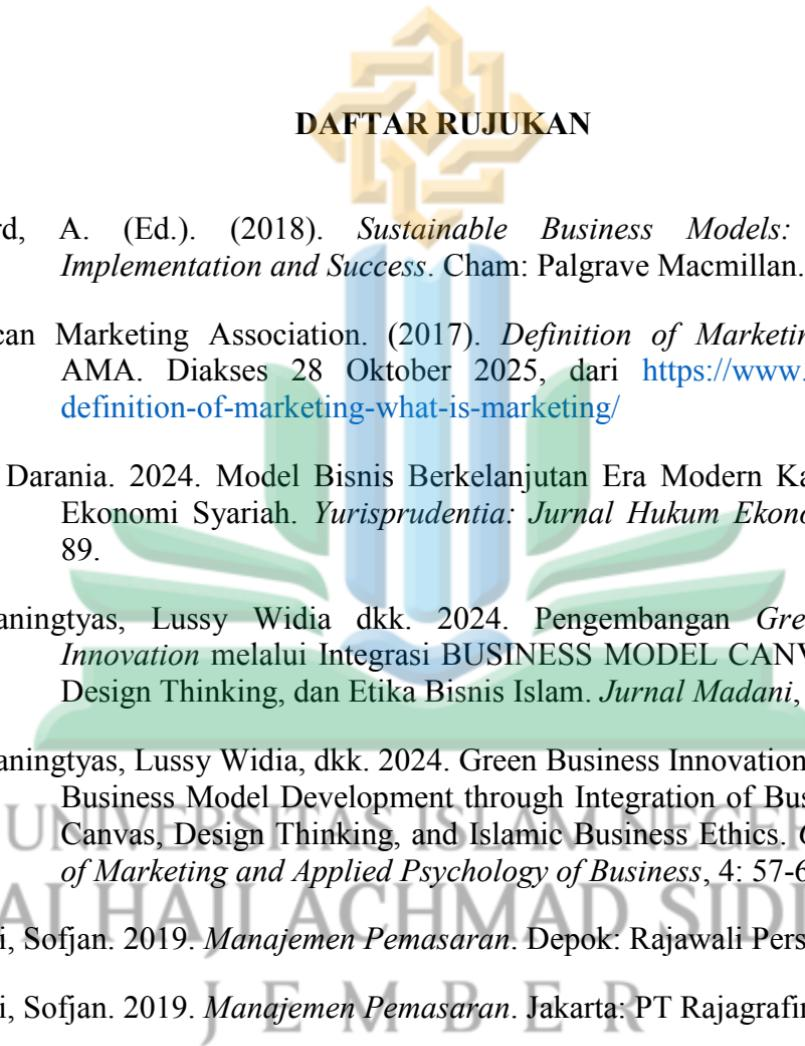 DAFTAR RUJUKAN
rd, A. (Ed.). (2018). Sustainable Business Models:
Implementation and Success. Cham: Palgrave Macmillan.
can Marketing Association. (2017). Definition of Marketin
AMA. Diakses 28 Oktober 2025, dari https://www.
definition-of-marketing-what-is-marketing/
Darania. 2024. Model Bisnis Berkelanjutan Era Modern Ka
Ekonomi Syariah. Yurisprudentia: Jurnal Hukum Ekono
89.
aningtyas, Lussy Widia dkk. 2024. Pengembangan Gre
Innovation melalui Integrasi BUSINESS MODEL CANV
Design Thinking, dan Etika Bisnis Islam. Jurnal Madani,
aningtyas, Lussy Widia, dkk. 2024. Green Business Innovation
Business Model Development through Integration of Bus
UNIVERSITAS ISLAM NEGER
Canvas, Design Thinking, and Islamic Business Ethics.
of Marketing and Applied Psychology of Business, 4: 57-6
AI HAJI ACHMAD SID
i, Sofjan. 2019. Manajemen Pemasaran. Depok: Rajawali Pers
i, Sofjan. 2019. Manajemen Pemasaran. Jakarta: PT Rajagrafin
J E M B E R